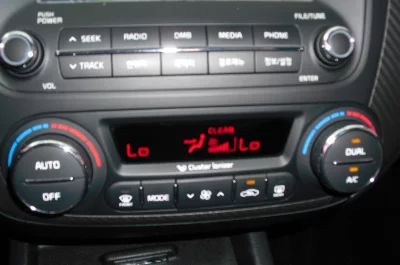 PUSH POWER
FILE/TUNE
SEEK RADIO DMB MEDIA PHONE
TRACK
VOL
ENTER
CLEAN
Lo Lo
Cluster Ionizer
AUTO
OFF
FRONT MODE
DUAL
A/C